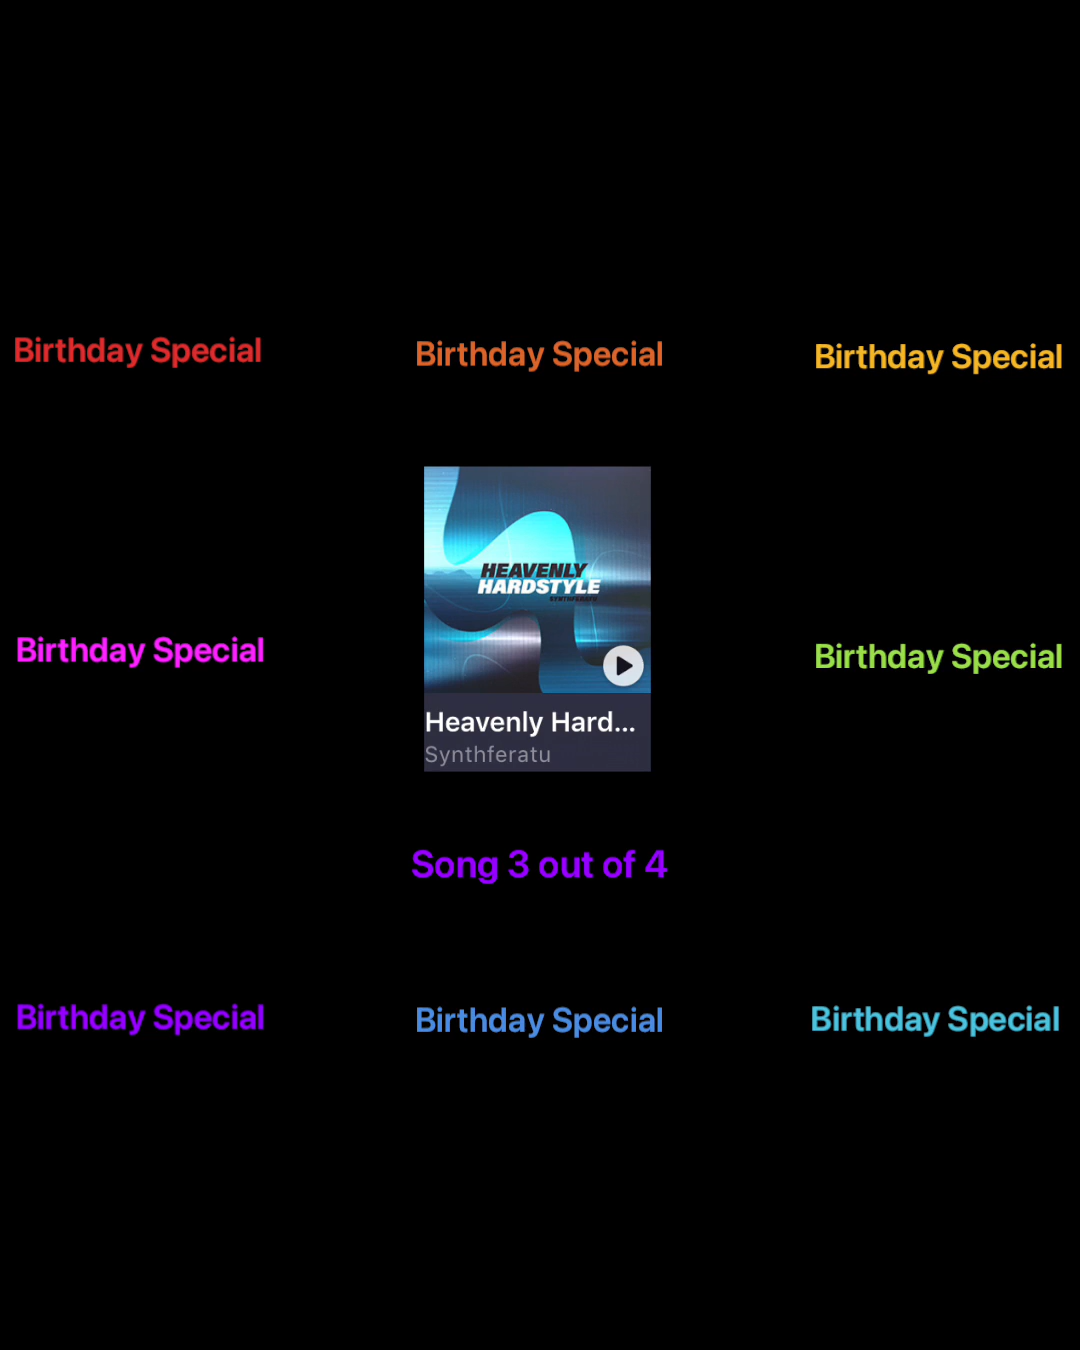 Birthday Special
Birthday Special
Birthday Special
HEAVENLY
HARDSTYLE
SYNTHFERATU
Heavenly Hard...
Synthferatu
Birthday Special
Birthday Special
Song 3 out of 4
Birthday Special
Birthday Special
Birthday Special